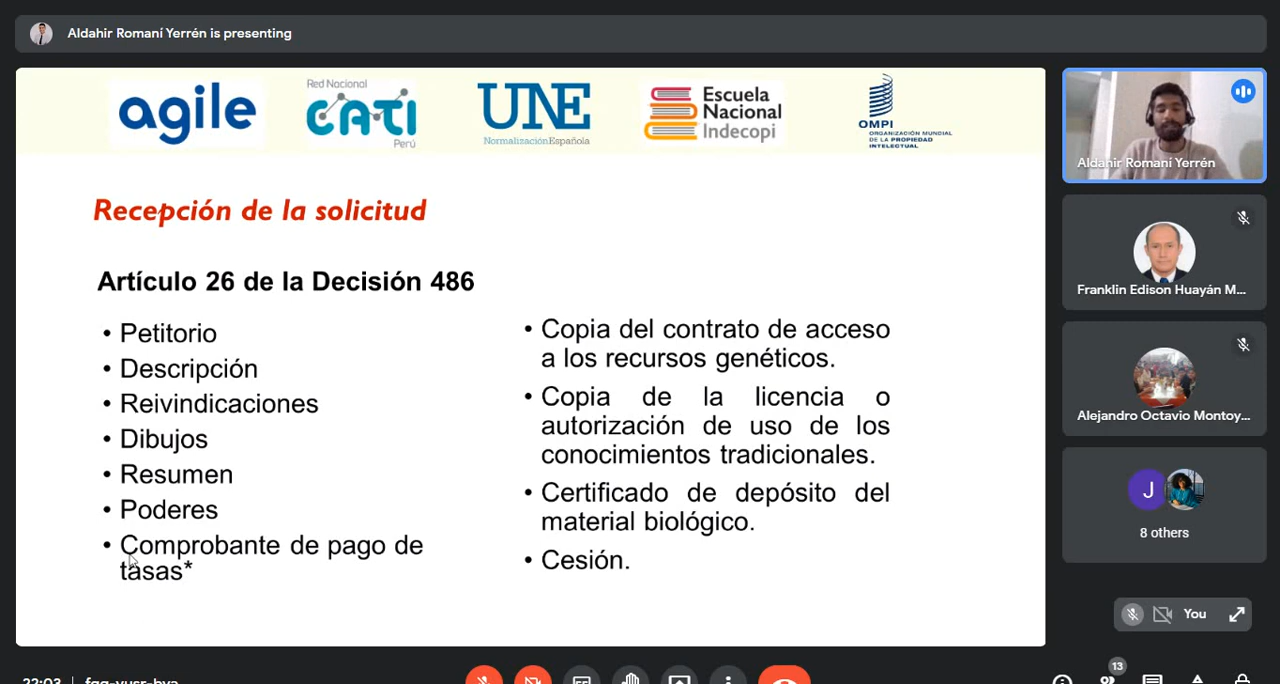 Aldahir Romaní Yerrén is presenting
agile
Red Nacional
CATI
Perú
UNE
NormalizaciónEspañola
Escuela
Nacional
Indecopi
OMPI
ORGANIZACIÓN MUNDIAL
DE LA PROPIEDAD
INTELECTUAL
Recepción de la solicitud
Artículo 26 de la Decisión 486
• Petitorio
• Descripción
• Reivindicaciones
• Dibujos
• Resumen
• Poderes
• Comprobante de pago de
tasas*
• Copia del contrato de acceso
a los recursos genéticos.
• Copia de la licencia o
autorización de uso de los
conocimientos tradicionales.
• Certificado de depósito del
material biológico.
• Cesión.
Aldahir Romaní Yerrén
Franklin Edison Huayán M...
Alejandro Octavio Montoy...
J
8 others
You
13
22:03